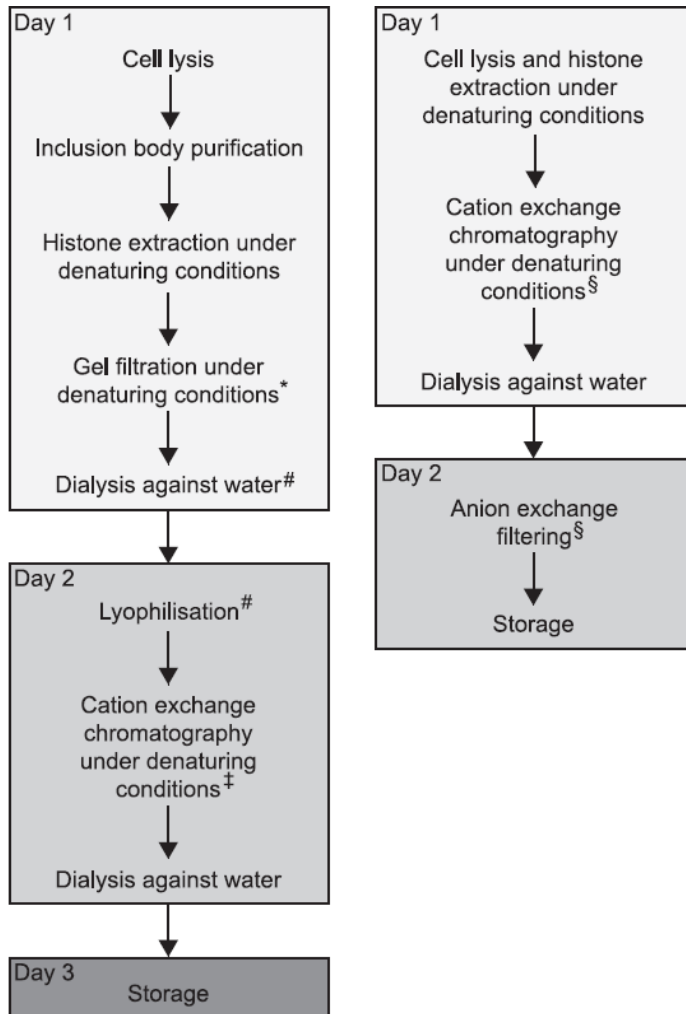 Day 1
Cell lysis
Inclusion body purification
Histone extraction under
denaturing conditions
Gel filtration under
denaturing conditions*
Dialysis against water#
Day 2
Lyophilisation#
Cation exchange
chromatography
under denaturing
conditions‡
Dialysis against water
Day 3
Storage
Day 1
Cell lysis and histone
extraction under
denaturing conditions
Cation exchange
chromatography
under denaturing
conditions§
Dialysis against water
Day 2
Anion exchange
filtering§
Storage